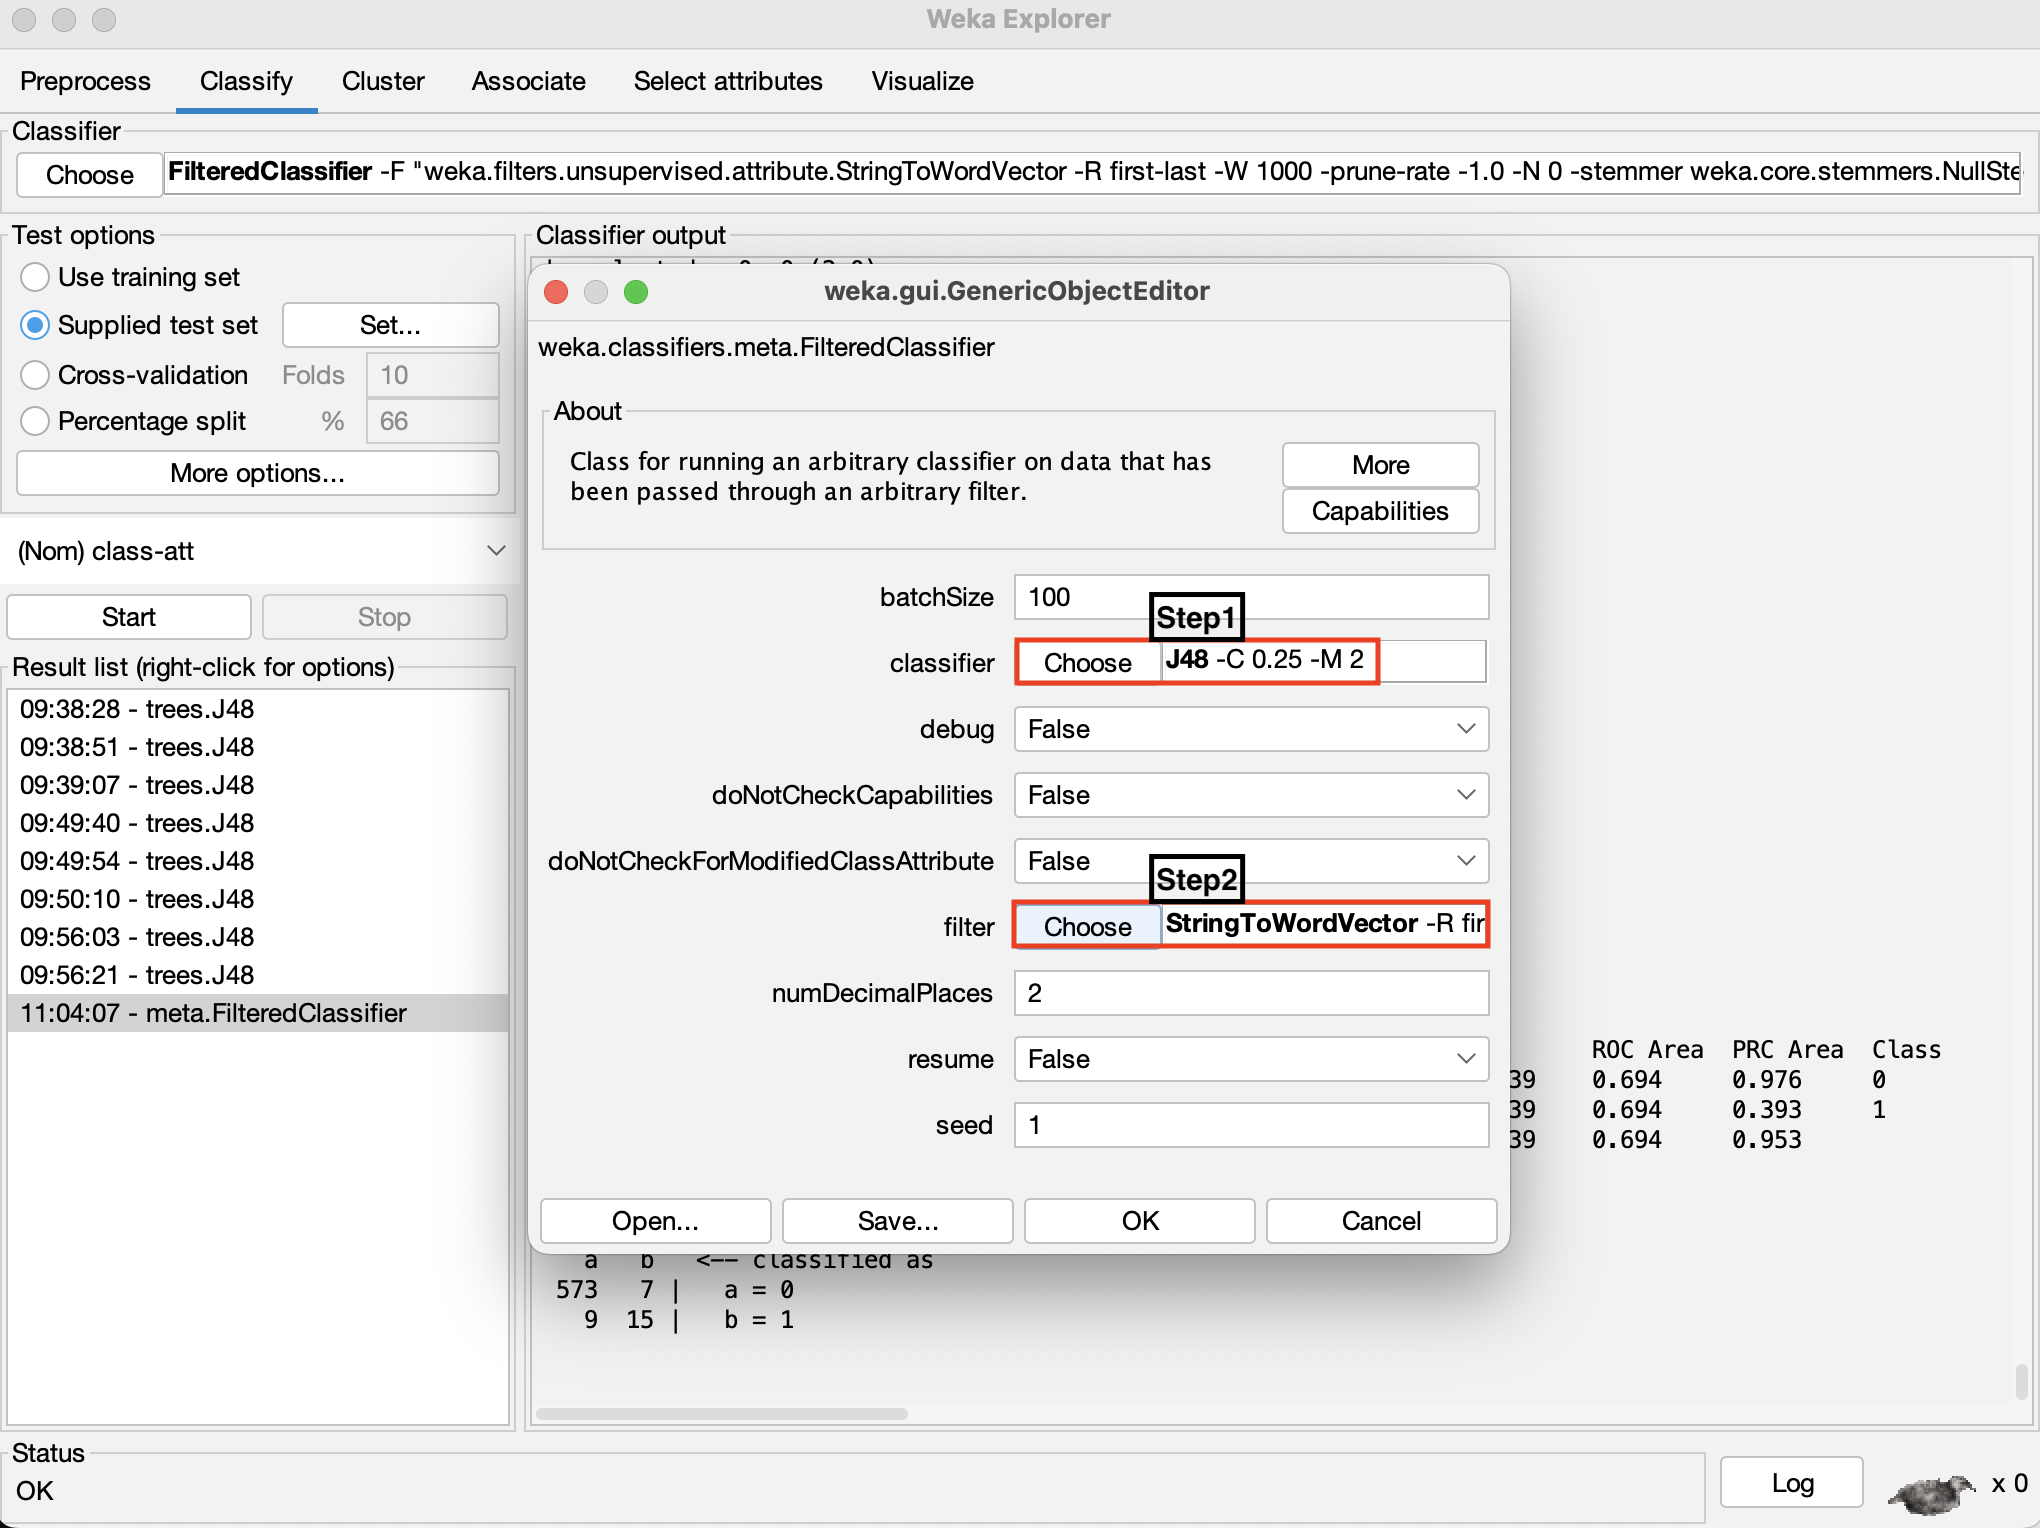 Weka Explorer
Preprocess Classify Cluster Associate Select attributes Visualize
Classifier
Choose FilteredClassifier -F "weka.filters.unsupervised.attribute.StringToWordVector -R first-last -W 1000 -prune-rate -1.0 -N 0 -stemmer weka.core.stemmers.NullSte
Test options
Use training set
Supplied test set Set...
Cross-validation Folds 10
Percentage split % 66
More options...
(Nom) class-att
Start Stop
Result list (right-click for options)
09:38:28 - trees.J48
09:38:51 - trees.J48
09:39:07 - trees.J48
09:49:40 - trees.J48
09:49:54 - trees.J48
09:50:10 - trees.J48
09:56:03 - trees.J48
09:56:21 - trees.J48
11:04:07 - meta.FilteredClassifier
Classifier output
weka.gui.GenericObjectEditor
weka.classifiers.meta.FilteredClassifier
About
Class for running an arbitrary classifier on data that has
been passed through an arbitrary filter.
More
Capabilities
batchSize 100
Step1
classifier Choose J48 -C 0.25 -M 2
debug False
doNotCheckCapabilities False
doNotCheckForModifiedClassAttribute False
Step2
filter Choose StringToWordVector -R fir
numDecimalPlaces 2
resume False
seed 1
Open... Save... OK Cancel
ROC Area PRC Area Class
39 0.694 0.976 0
39 0.694 0.393 1
39 0.694 0.953
a b <-- classified as
573 7 | a = 0
9 15 | b = 1
Status
OK
Log x 0